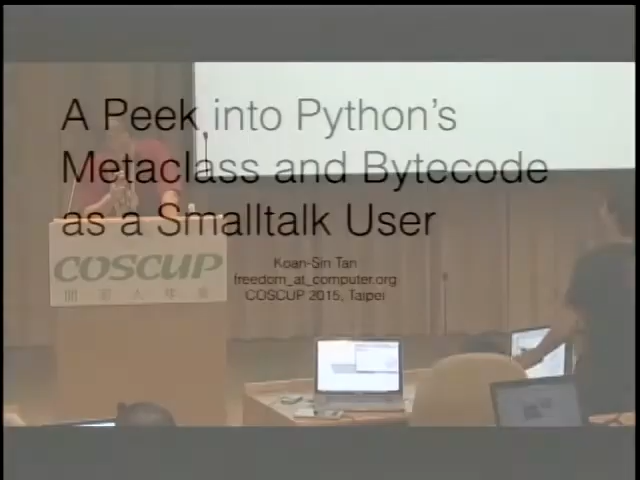 A Peek into Python's
Metaclass and Bytecode
as a Smalltalk User
Koan-Sin Tan
freedom_at_computer.org
COSCUP 2015, Taipei
COSCUP